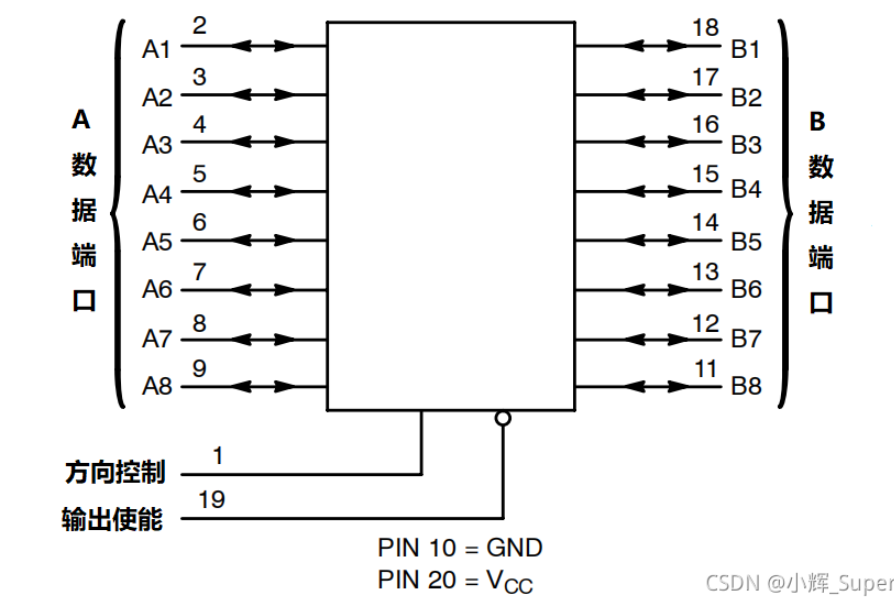 A数据端口
2
A1
3
A2
4
A3
5
A4
6
A5
7
A6
8
A7
9
A8
18
B1
17
B2
16
B3
15
B4
14
B5
13
B6
12
B7
11
B8
B数据端口
方向控制
1
输出使能
19
PIN 10 = GND
PIN 20 = VCC
CSDN @小辉_Super